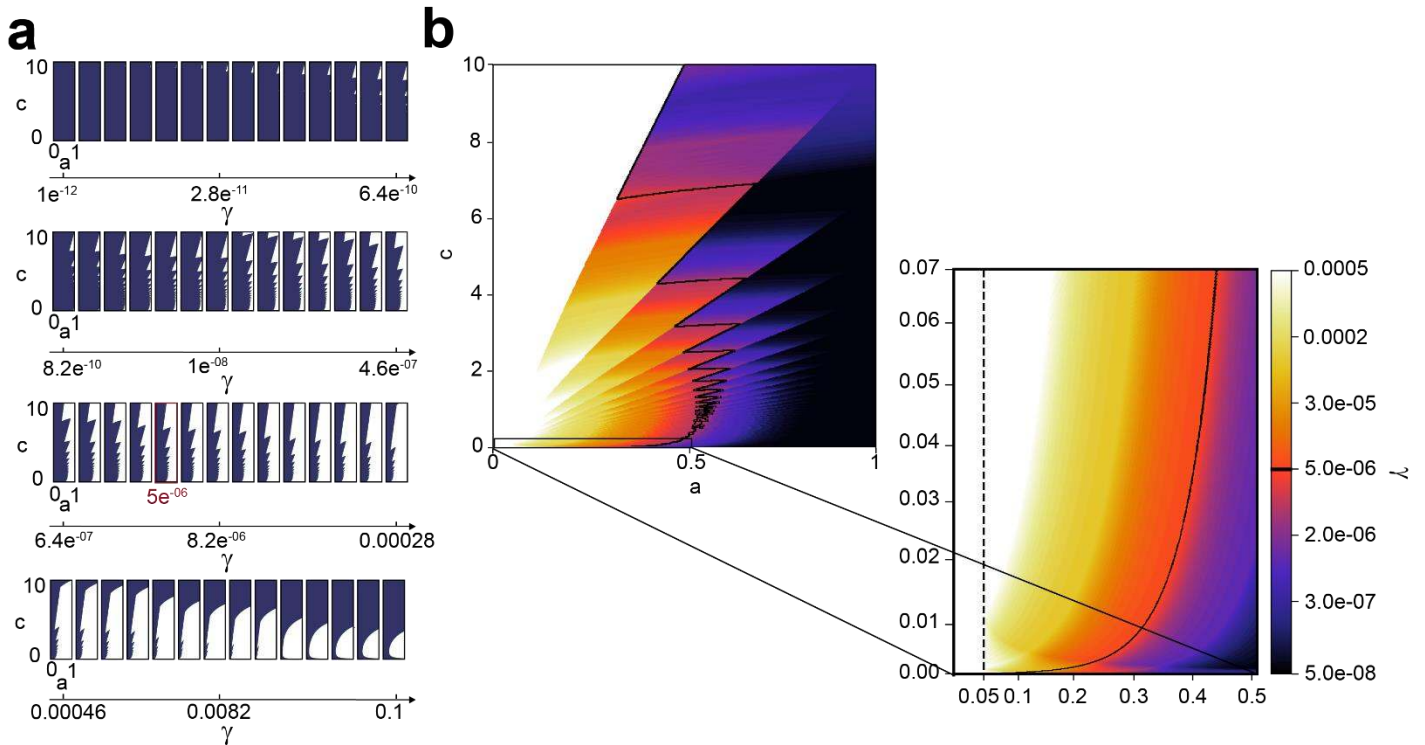 a
10
c
0
0 a 1
1e-12 2.8e-11 6.4e-10
γ
10
c
0
0 a 1
8.2e-10 1e-08 4.6e-07
γ
10
c
0
0 a 1
5e-06
6.4e-07 8.2e-06 0.00028
γ
10
c
0
0 a 1
0.00046 0.0082 0.1
γ
b
10
8
6
c
4
2
0
0 0.5 1
a
0.07
0.06
0.05
0.04
0.03
0.02
0.01
0.00
0.05 0.1 0.2 0.3 0.4 0.5
0.0005
0.0002
3.0e-05
5.0e-06
2.0e-06
3.0e-07
5.0e-08
γ